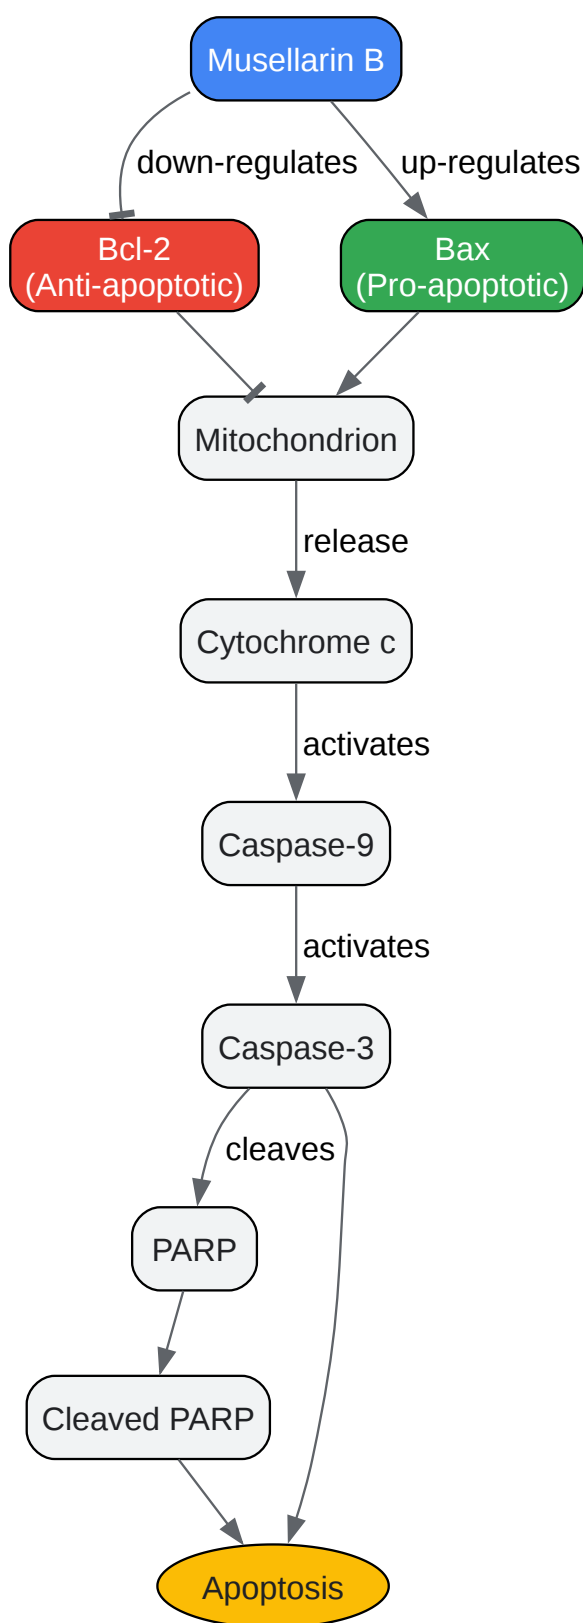 Musellarin B
down-regulates
up-regulates
Bcl-2
(Anti-apoptotic)
Bax
(Pro-apoptotic)
Mitochondrion
release
Cytochrome c
activates
Caspase-9
activates
Caspase-3
cleaves
PARP
Cleaved PARP
Apoptosis